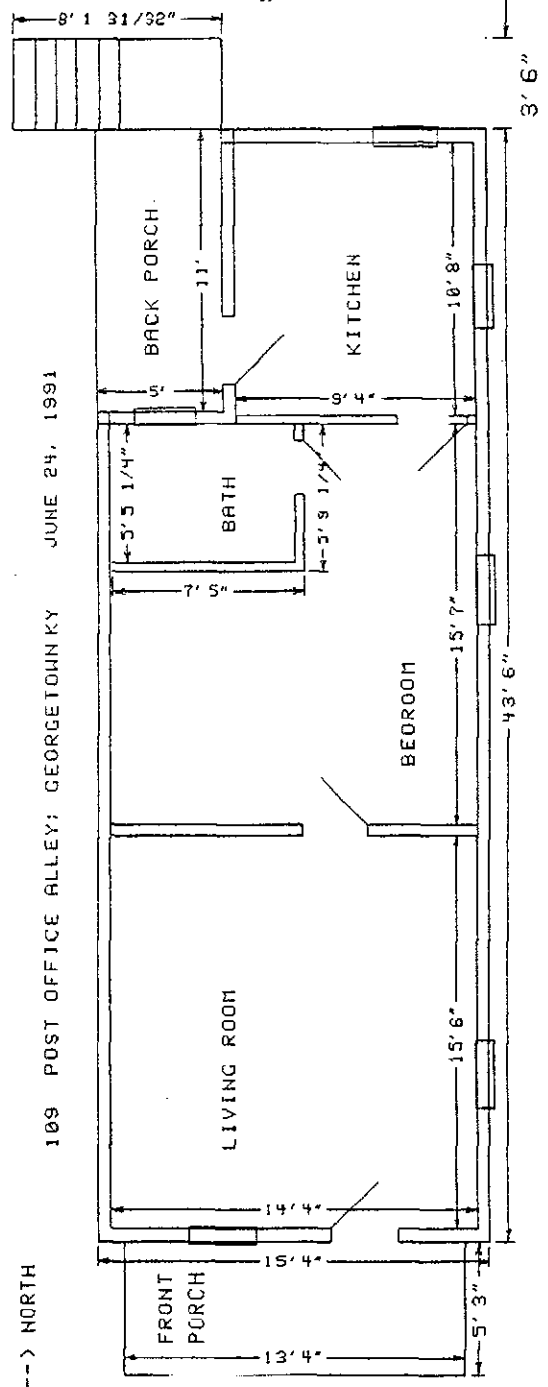 109 POST OFFICE ALLEY; GEORGETOWN KY JUNE 24, 1991
--> NORTH
8' 1 31/32"
3' 6"
BACK PORCH
11'
5'
KITCHEN
10'8"
9'4"
BATH
5'5 1/4"
5'9 1/4"
7'5"
BEDROOM
15'7"
43'6"
LIVING ROOM
15'6"
14'4"
15'4"
FRONT
PORCH
13'4"
5'3"